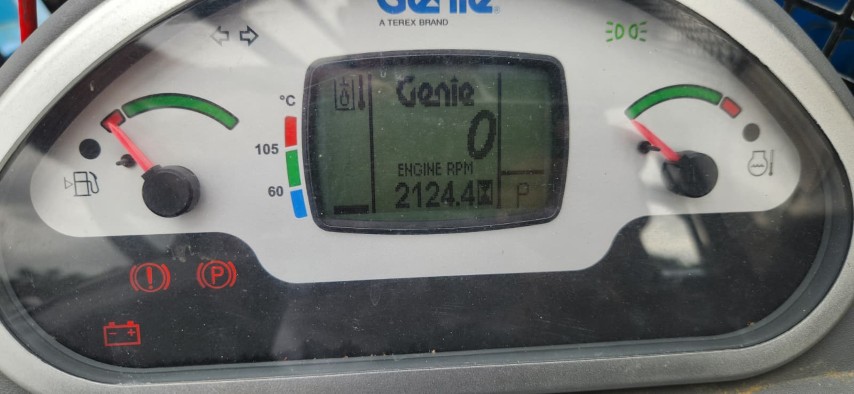 Genie
A TEREX BRAND
°C
105
60
Genie
0
ENGINE RPM
2124.4
P
P